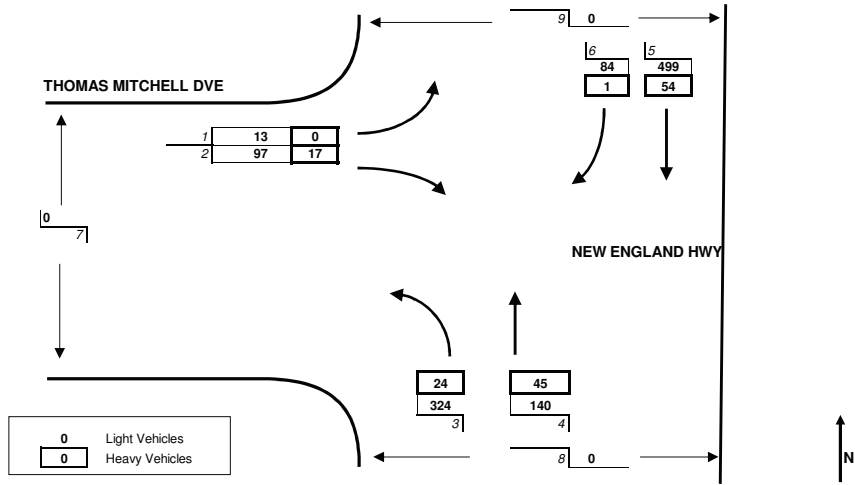 9 0
6 5
84 499
1 54
THOMAS MITCHELL DVE
1 13 0
2 97 17
0
7
NEW ENGLAND HWY
24 45
324 140
3 4
8 0
0 Light Vehicles
0 Heavy Vehicles
N